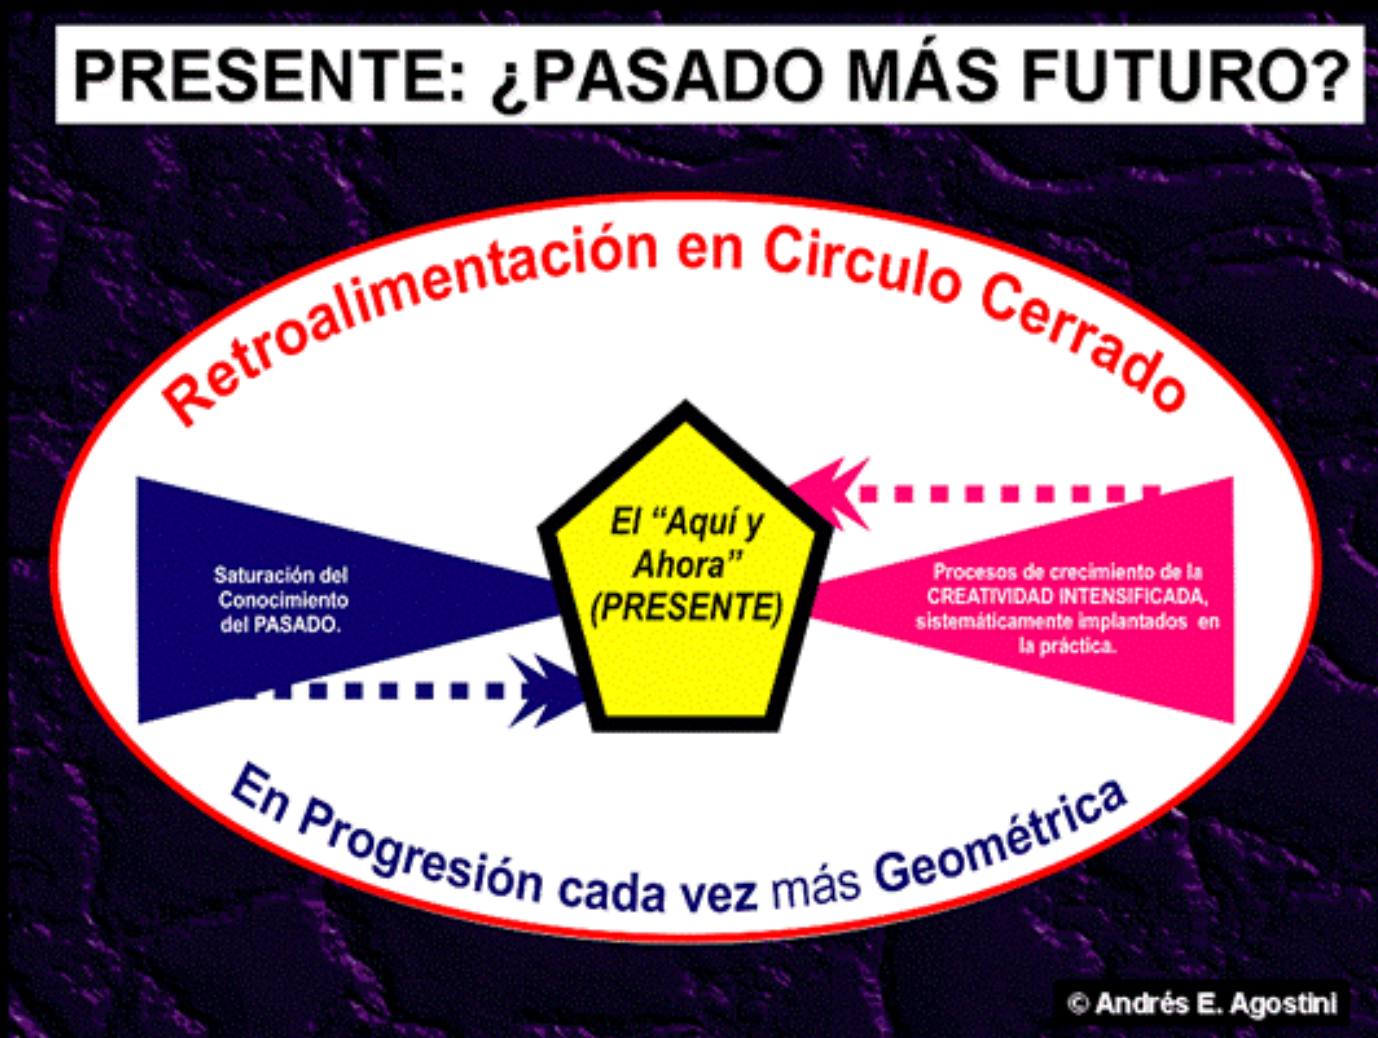 PRESENTE: ¿PASADO MÁS FUTURO?
Retroalimentación en Circulo Cerrado
El “Aquí y
Ahora”
(PRESENTE)
Saturación del
Conocimiento
del PASADO.
Procesos de crecimiento de la
CREATIVIDAD INTENSIFICADA,
sistemáticamente implantados en
la práctica.
En Progresión cada vez más Geométrica
© Andrés E. Agostini